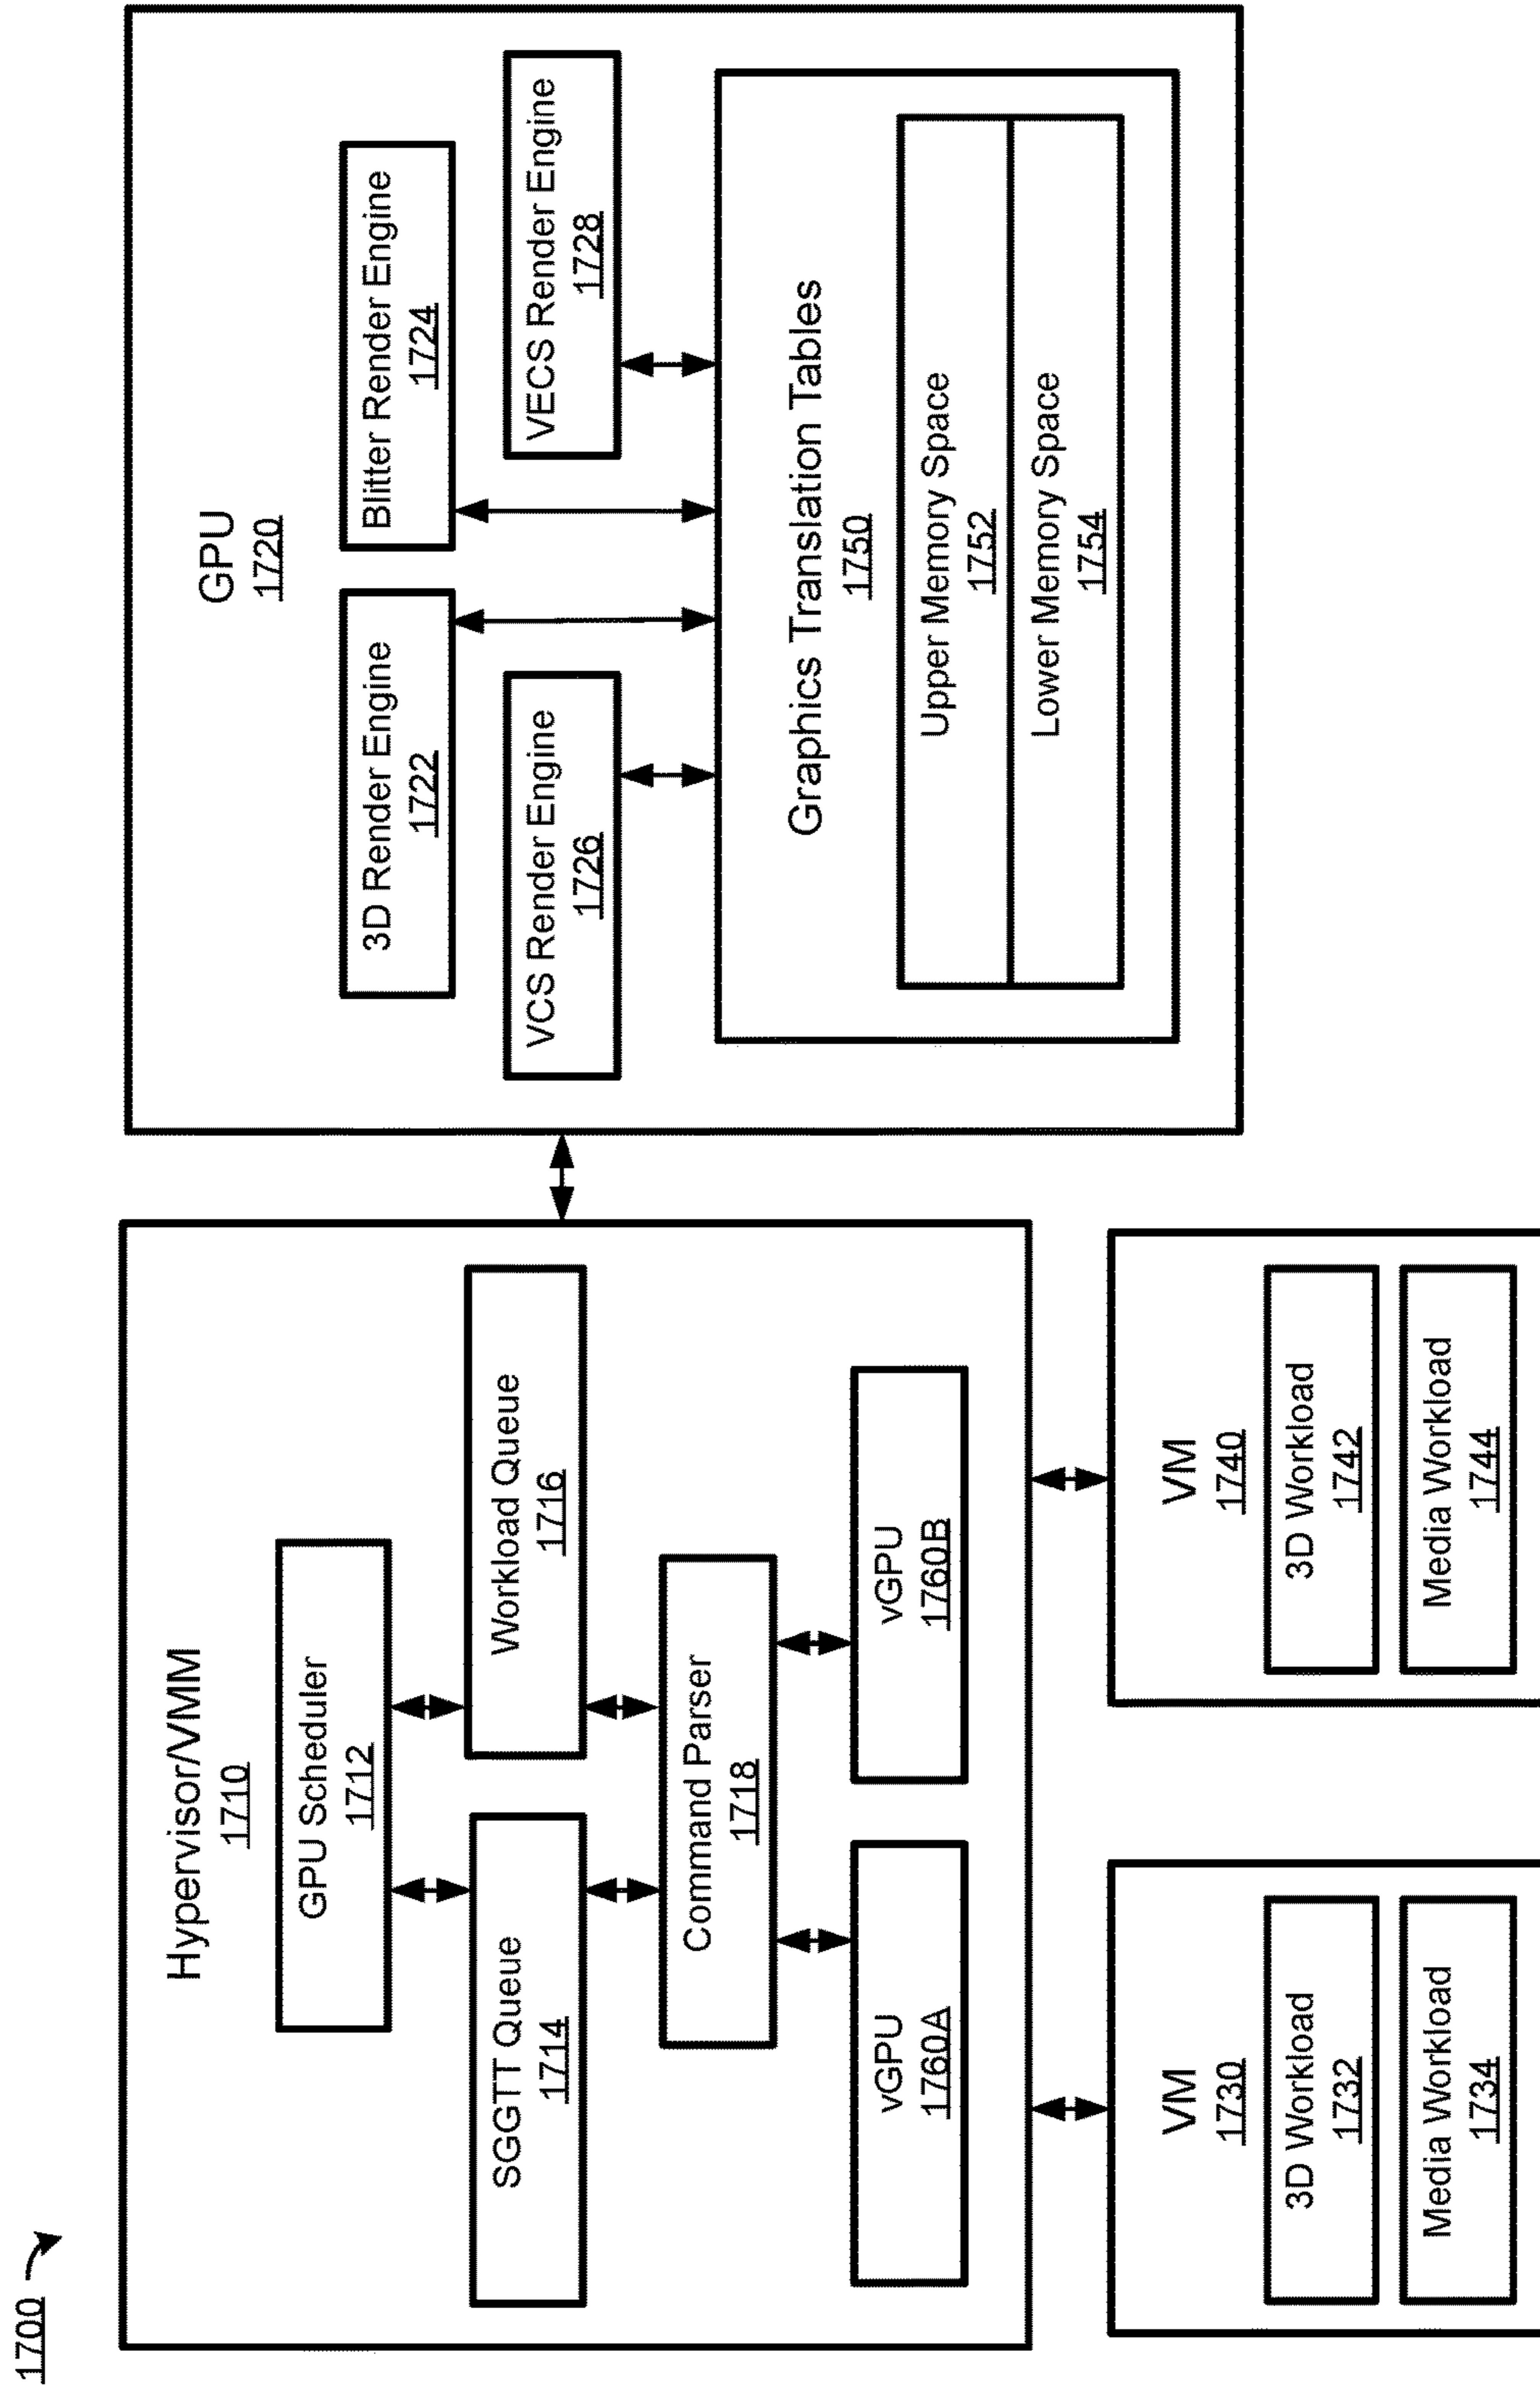 1700
Hypervisor/VMM
1710
GPU Scheduler
1712
SGGTT Queue
1714
Workload Queue
1716
Command Parser
1718
vGPU
1760A
vGPU
1760B
VM
1730
3D Workload
1732
Media Workload
1734
VM
1740
3D Workload
1742
Media Workload
1744
GPU
1720
3D Render Engine
1722
Blitter Render Engine
1724
VCS Render Engine
1726
VECS Render Engine
1728
Graphics Translation Tables
1750
Upper Memory Space
1752
Lower Memory Space
1754